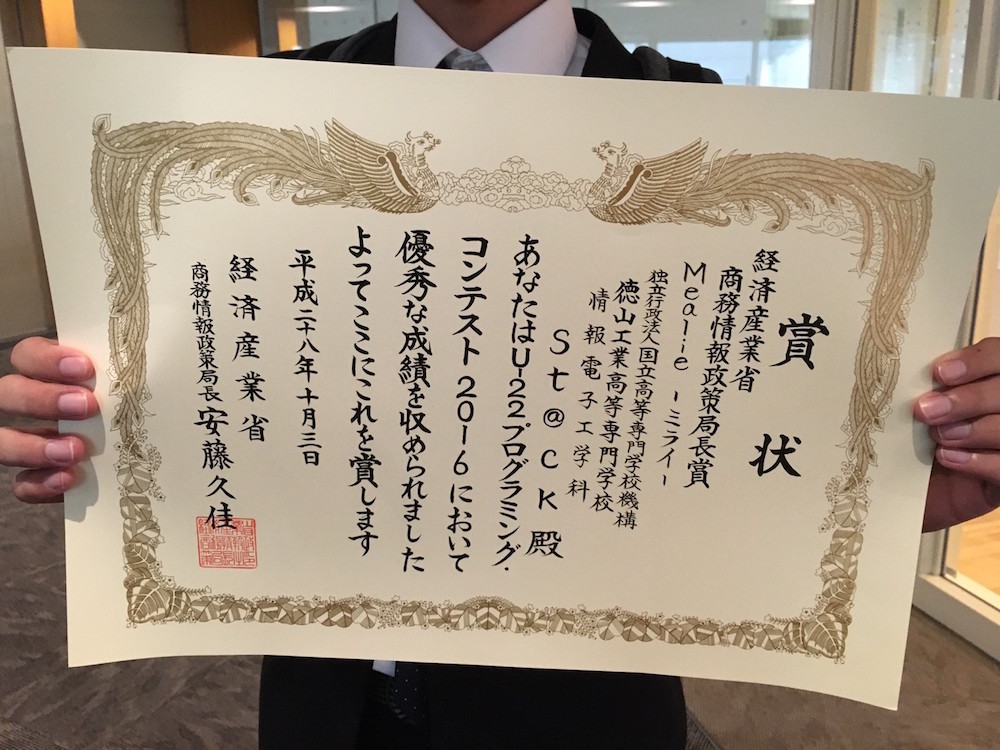 賞状
経済産業省
商務情報政策局長賞
Mealie -ミライ-
独立行政法人国立高等専門学校機構
徳山工業高等専門学校
情報電子工学科
St@cK殿
あなたはU-22プログラミング・
コンテスト2016において
優秀な成績を収められました
よってここにこれを賞します
平成二十八年十月三日
経済産業省
商務情報政策局長 安藤久佳